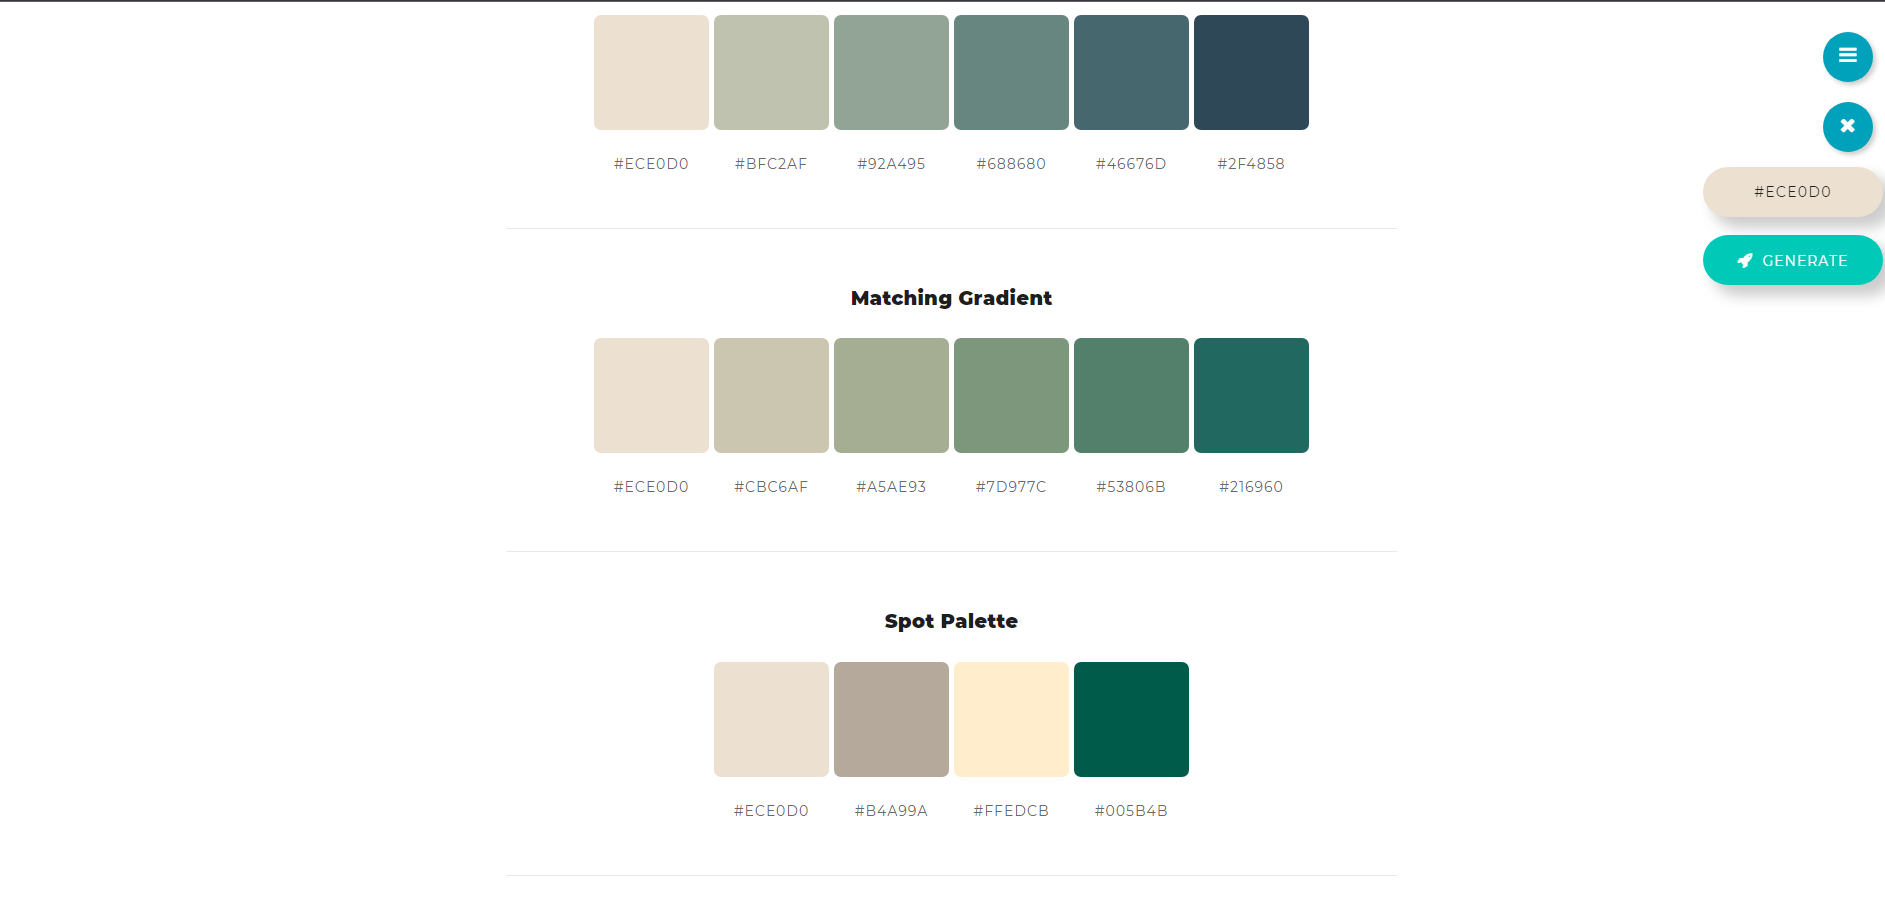 #ECE0D0 #BFC2AF #92A495 #688680 #46676D #2F4858
#ECE0D0
GENERATE
Matching Gradient
#ECE0D0 #CBC6AF #A5AE93 #7D977C #53806B #216960
Spot Palette
#ECE0D0 #B4A99A #FFEDCB #005B4B